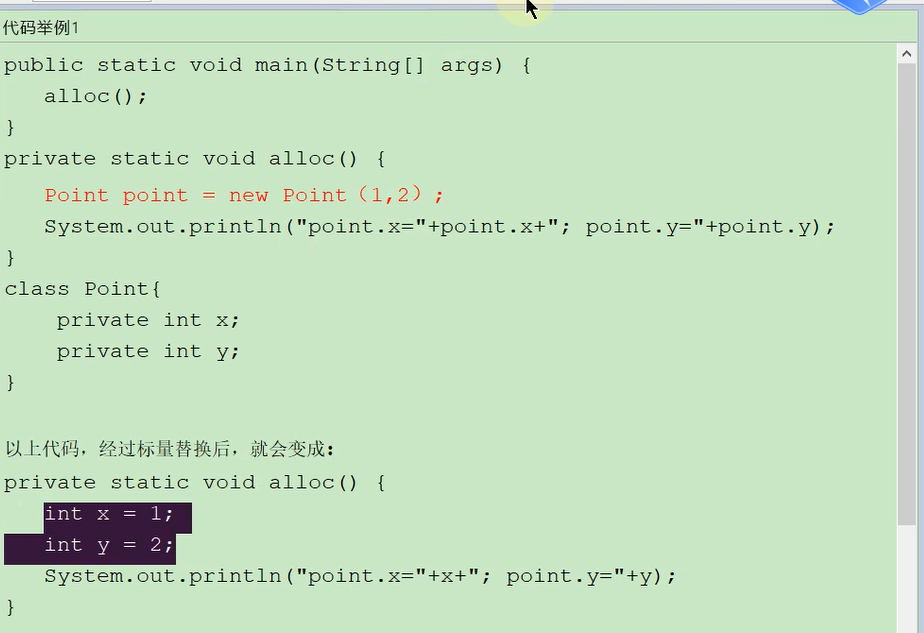 代码举例1
public static void main(String[] args) {
alloc();
}
private static void alloc() {
Point point = new Point（1,2）;
System.out.println("point.x="+point.x+"; point.y="+point.y);
}
class Point{
private int x;
private int y;
}
以上代码，经过标量替换后，就会变成：
private static void alloc() {
int x = 1;
int y = 2;
System.out.println("point.x="+x+"; point.y="+y);
}